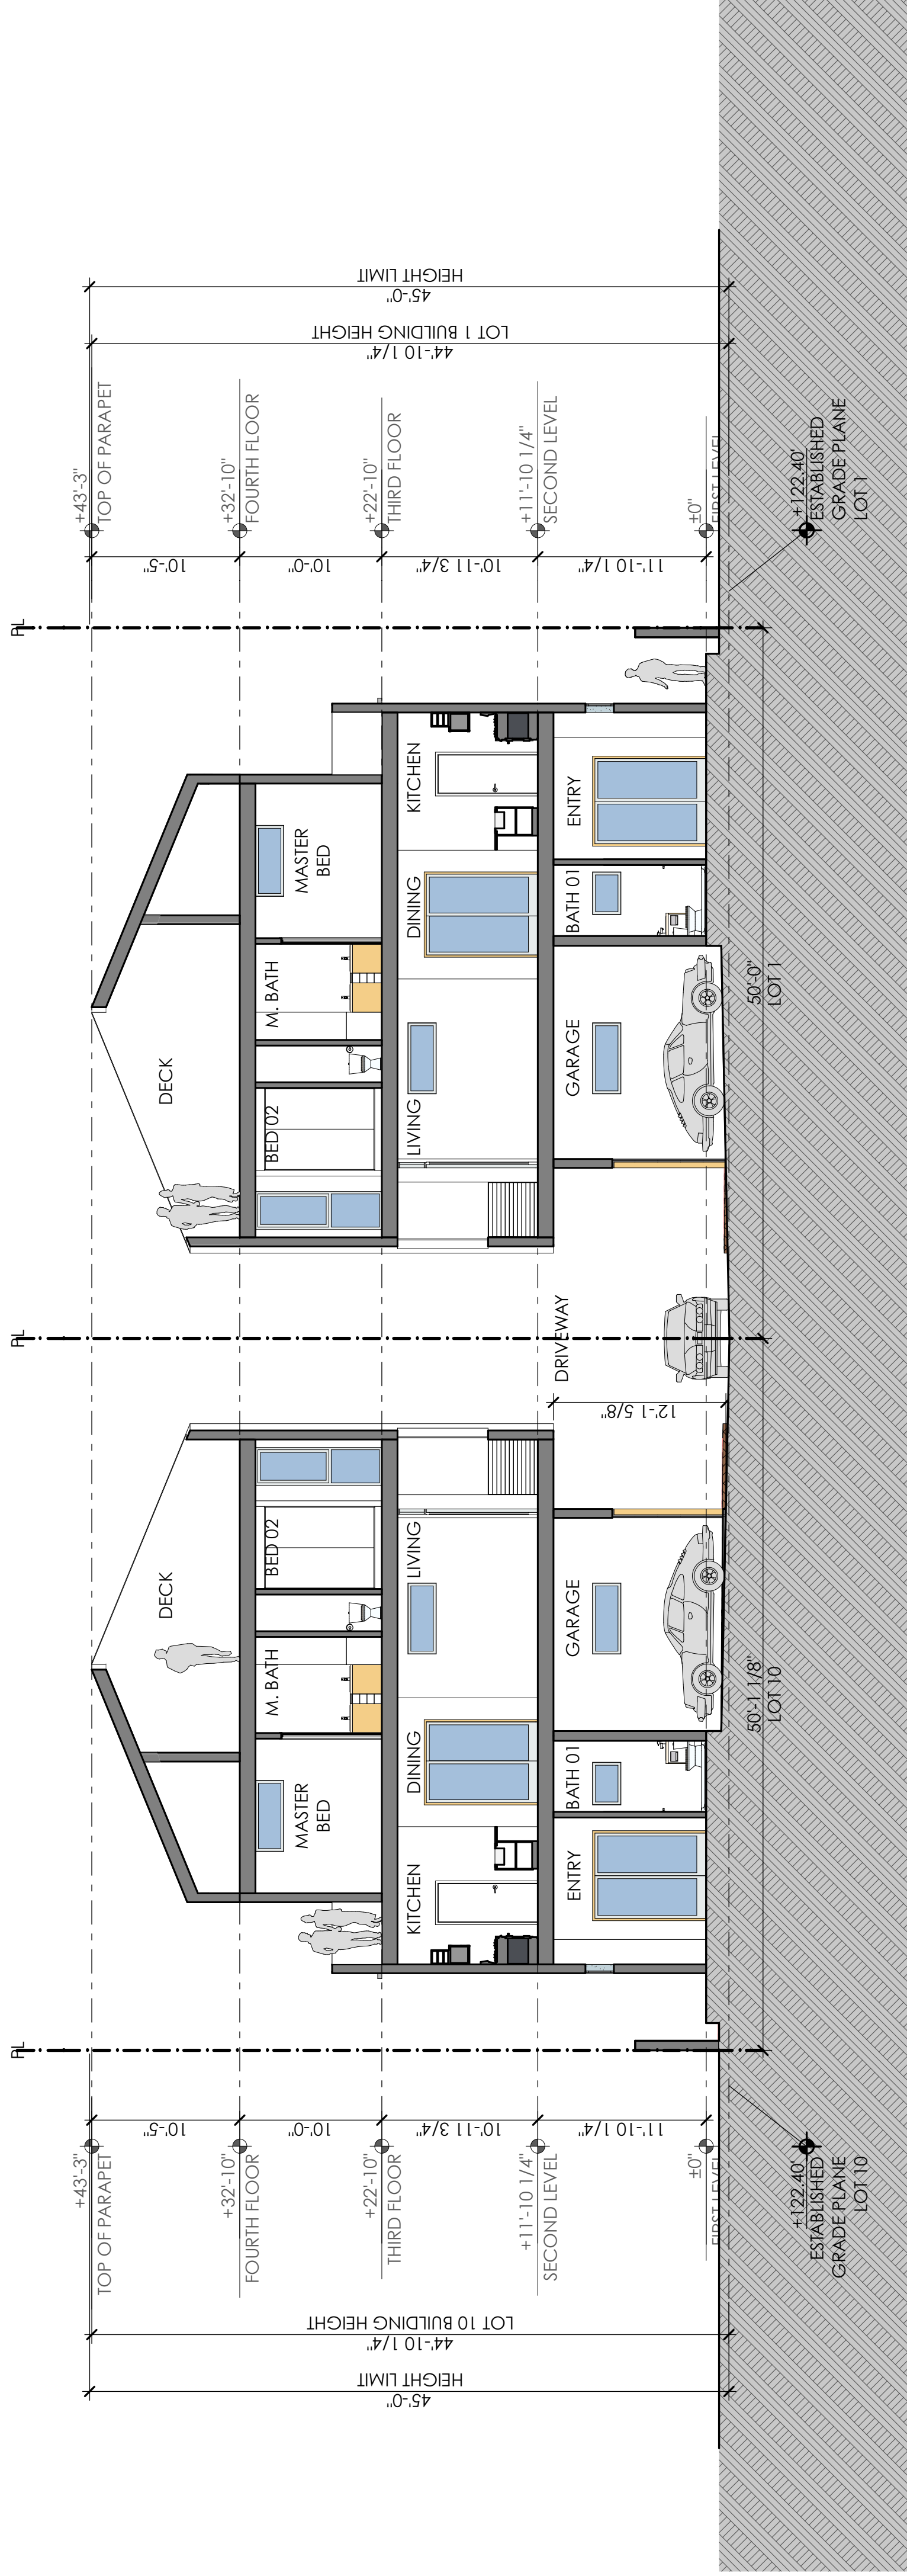 PL
PL
PL
HEIGHT LIMIT
45'-0"
LOT 1 BUILDING HEIGHT
44'-10 1/4"
+43'-3"
TOP OF PARAPET
+32'-10"
FOURTH FLOOR
+22'-10"
THIRD FLOOR
+11'-10 1/4"
SECOND LEVEL
±0"
FIRST LEVEL
10'-5"
10'-0"
10'-11 3/4"
11'-10 1/4"
+122.40'
ESTABLISHED
GRADE PLANE
LOT 1
DECK
MASTER
BED
M. BATH
BED 02
KITCHEN
DINING
LIVING
ENTRY
BATH 01
GARAGE
50'-0"
LOT 1
DRIVEWAY
12'-1 5/8"
DECK
BED 02
M. BATH
MASTER
BED
LIVING
DINING
KITCHEN
GARAGE
BATH 01
ENTRY
50'-1 1/8"
LOT 10
10'-5"
10'-0"
10'-11 3/4"
11'-10 1/4"
+43'-3"
TOP OF PARAPET
+32'-10"
FOURTH FLOOR
+22'-10"
THIRD FLOOR
+11'-10 1/4"
SECOND LEVEL
±0"
FIRST LEVEL
+122.40'
ESTABLISHED
GRADE PLANE
LOT 10
LOT 10 BUILDING HEIGHT
44'-10 1/4"
HEIGHT LIMIT
45'-0"